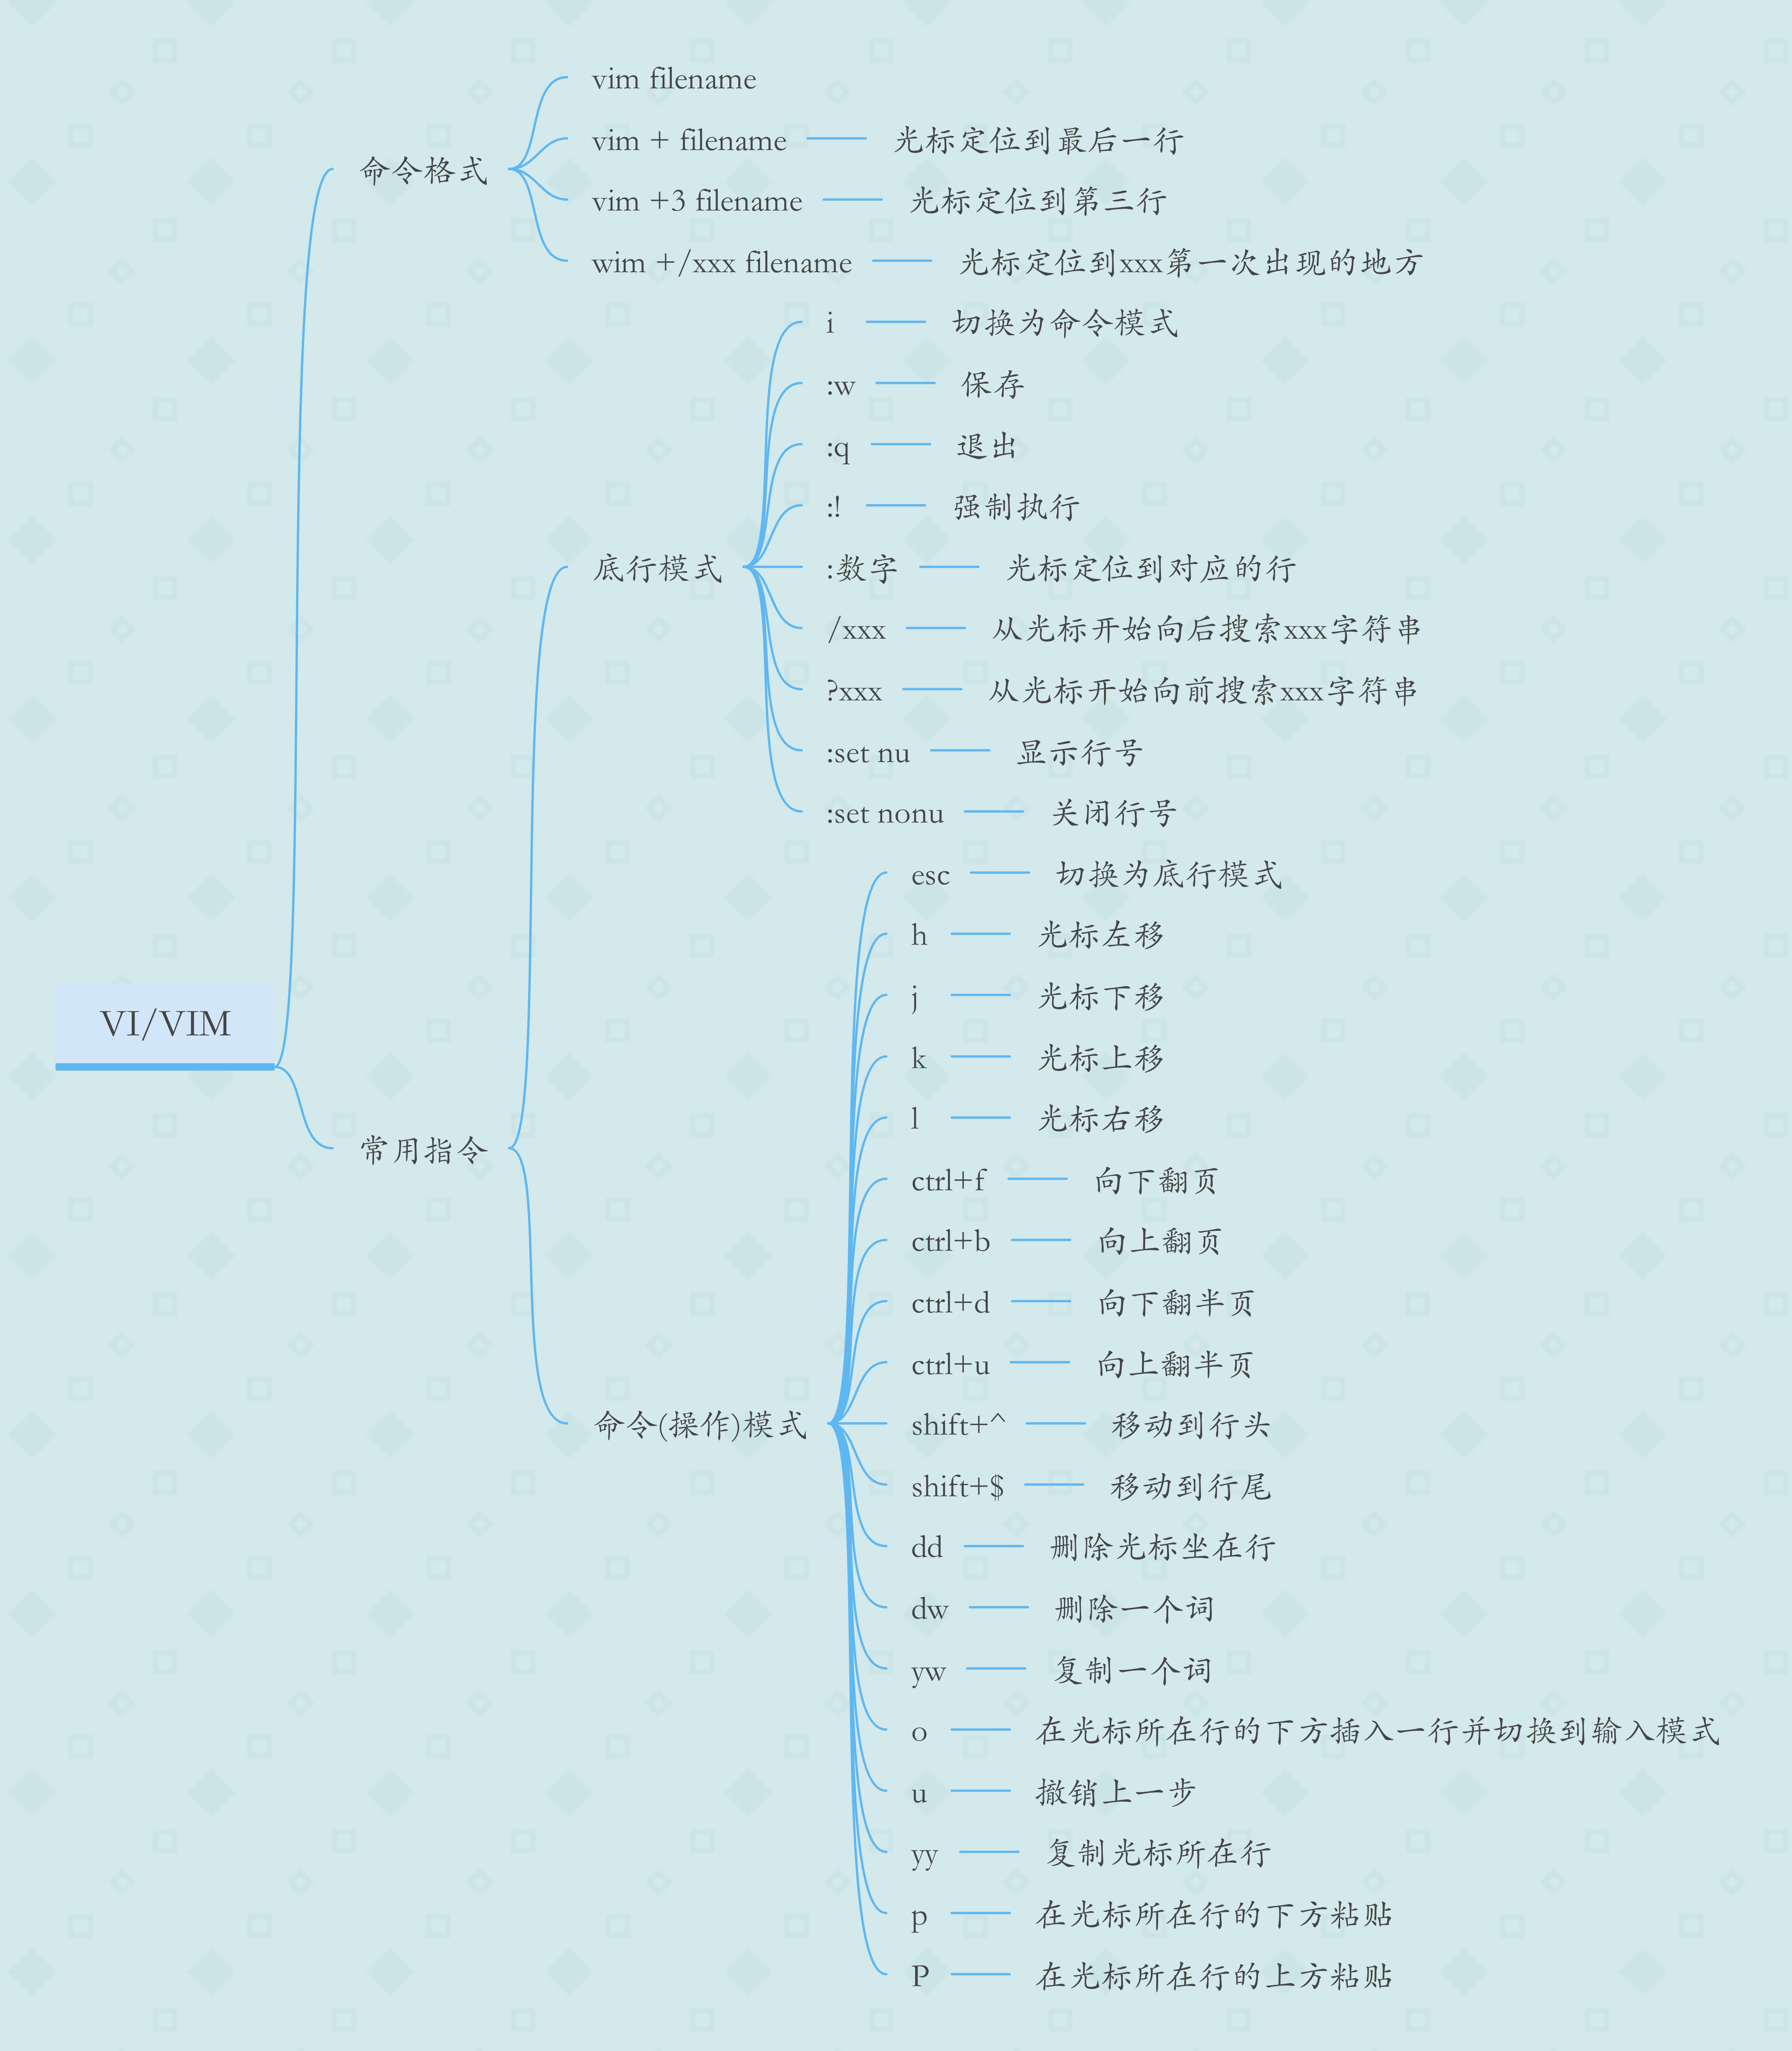 vim filename
vim + filename 光标定位到最后一行
命令格式
vim +3 filename 光标定位到第三行
wim +/xxx filename 光标定位到xxx第一次出现的地方
i 切换为命令模式
:w 保存
:q 退出
:! 强制执行
底行模式
:数字 光标定位到对应的行
/xxx 从光标开始向后搜索xxx字符串
?xxx 从光标开始向前搜索xxx字符串
:set nu 显示行号
:set nonu 关闭行号
esc 切换为底行模式
h 光标左移
j 光标下移
VI/VIM
k 光标上移
l 光标右移
常用指令
ctrl+f 向下翻页
ctrl+b 向上翻页
ctrl+d 向下翻半页
ctrl+u 向上翻半页
命令(操作)模式
shift+^ 移动到行头
shift+$ 移动到行尾
dd 删除光标坐在行
dw 删除一个词
yw 复制一个词
o 在光标所在行的下方插入一行并切换到输入模式
u 撤销上一步
yy 复制光标所在行
p 在光标所在行的下方粘贴
P 在光标所在行的上方粘贴